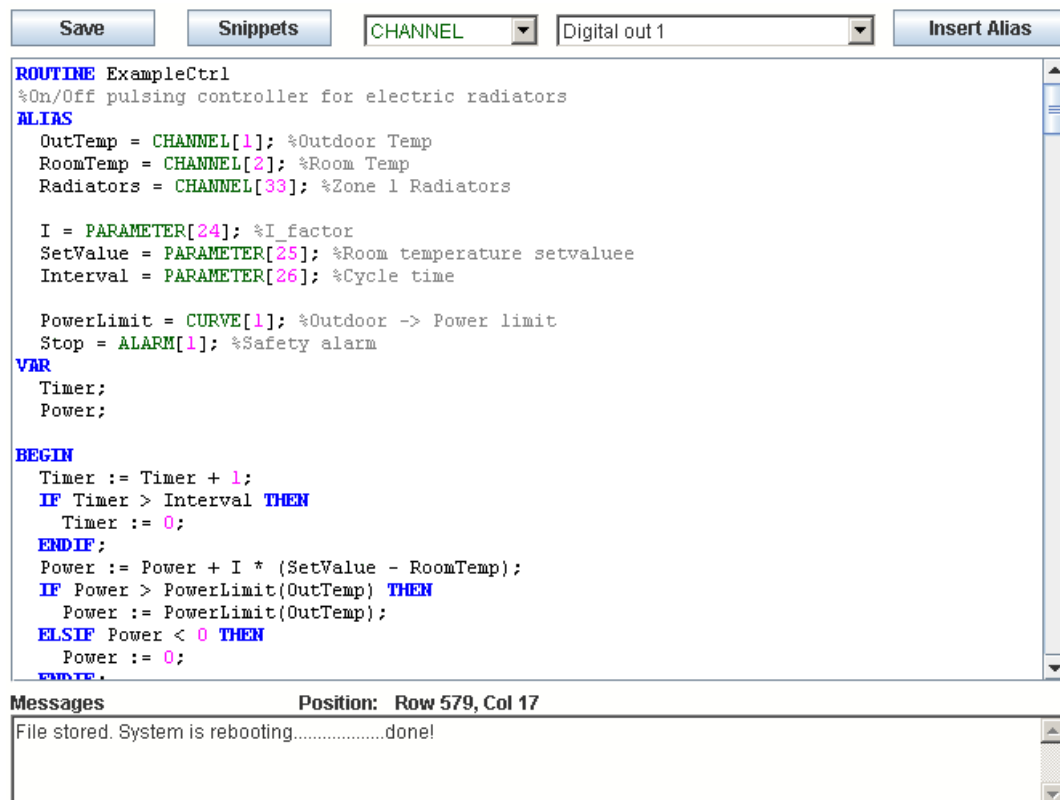 Save Snippets CHANNEL Digital out 1 Insert Alias
ROUTINE ExampleCtrl
%On/Off pulsing controller for electric radiators
ALIAS
OutTemp = CHANNEL[1]; %Outdoor Temp
RoomTemp = CHANNEL[2]; %Room Temp
Radiators = CHANNEL[33]; %Zone 1 Radiators
I = PARAMETER[24]; %I_factor
SetValue = PARAMETER[25]; %Room temperature setvaluee
Interval = PARAMETER[26]; %Cycle time
PowerLimit = CURVE[1]; %Outdoor -> Power limit
Stop = ALARM[1]; %Safety alarm
VAR
Timer;
Power;
BEGIN
Timer := Timer + 1;
IF Timer > Interval THEN
Timer := 0;
ENDIF;
Power := Power + I * (SetValue - RoomTemp);
IF Power > PowerLimit(OutTemp) THEN
Power := PowerLimit(OutTemp);
ELSIF Power < 0 THEN
Power := 0;
ENDIF;
Messages Position: Row 579, Col 17
File stored. System is rebooting...................done!